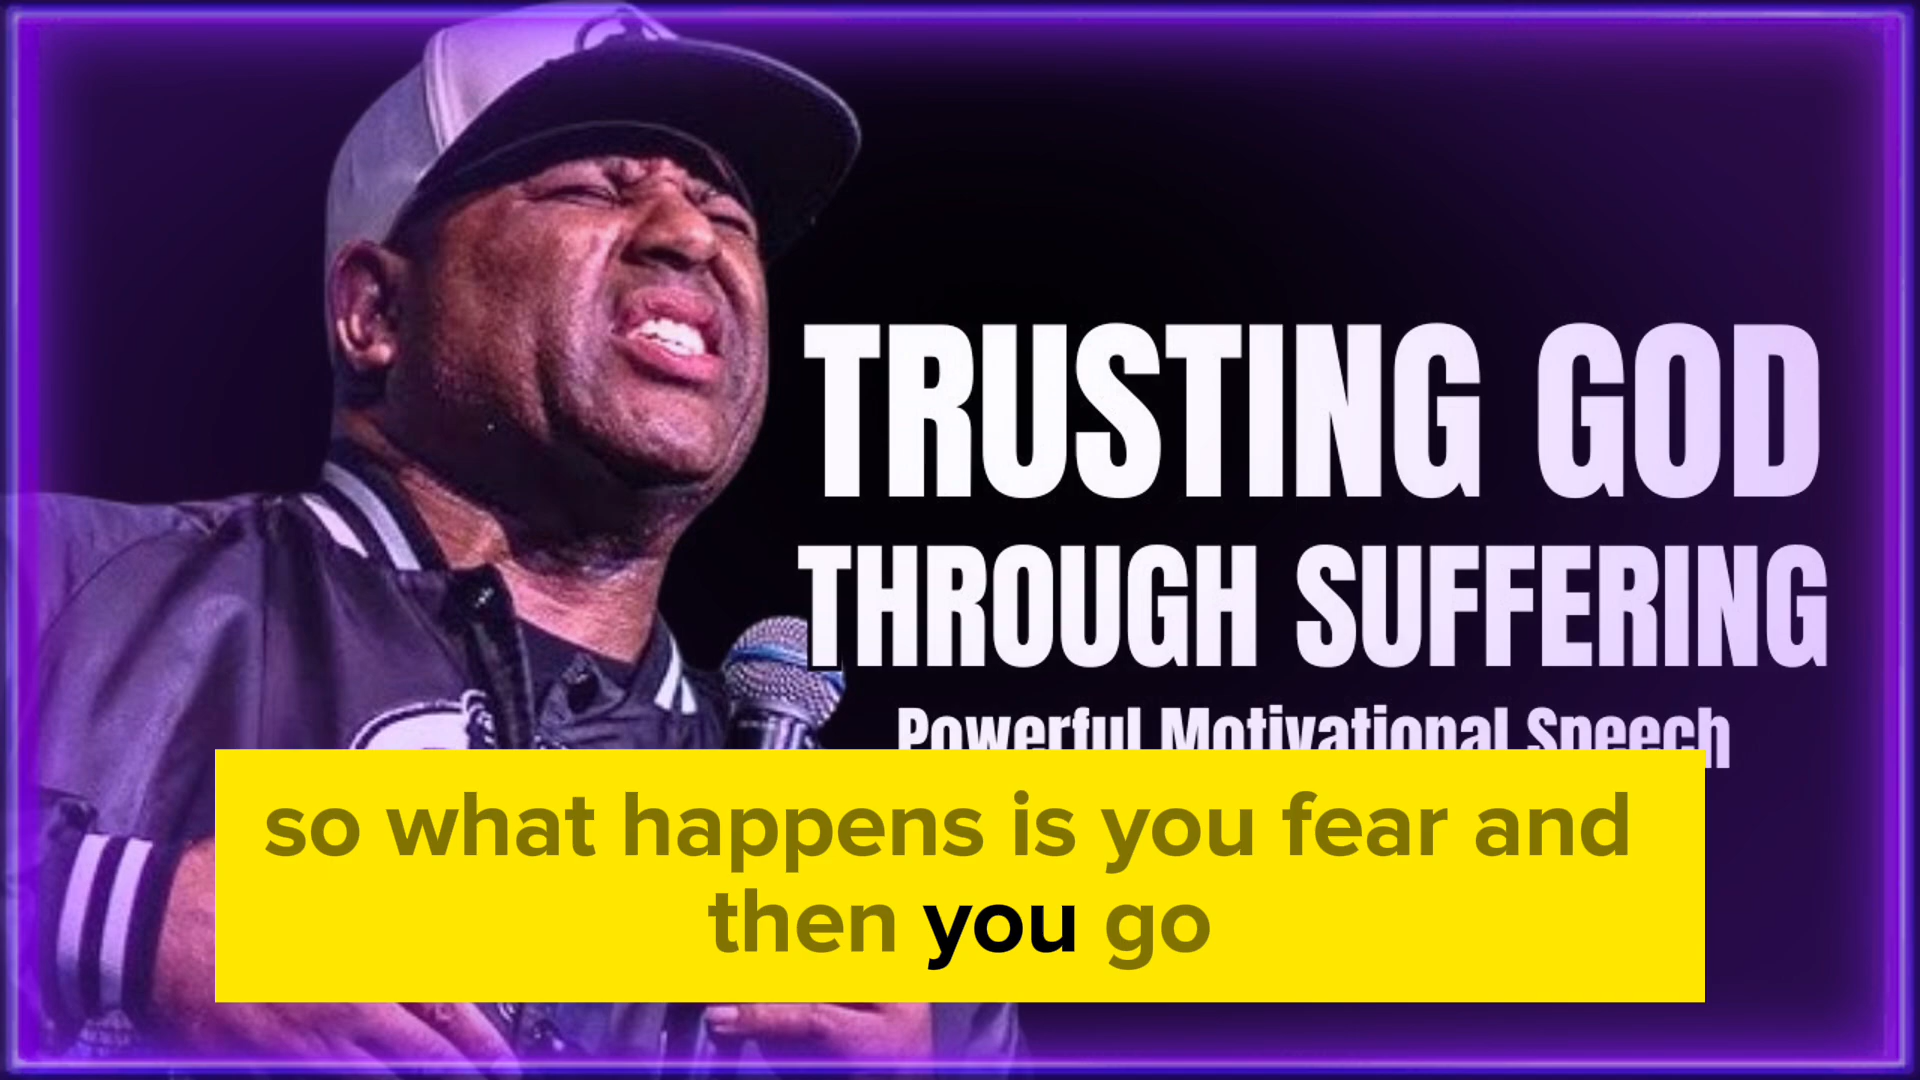 TRUSTING GOD
THROUGH SUFFERING
Powerful Motivational Speech
so what happens is you fear and
then you go